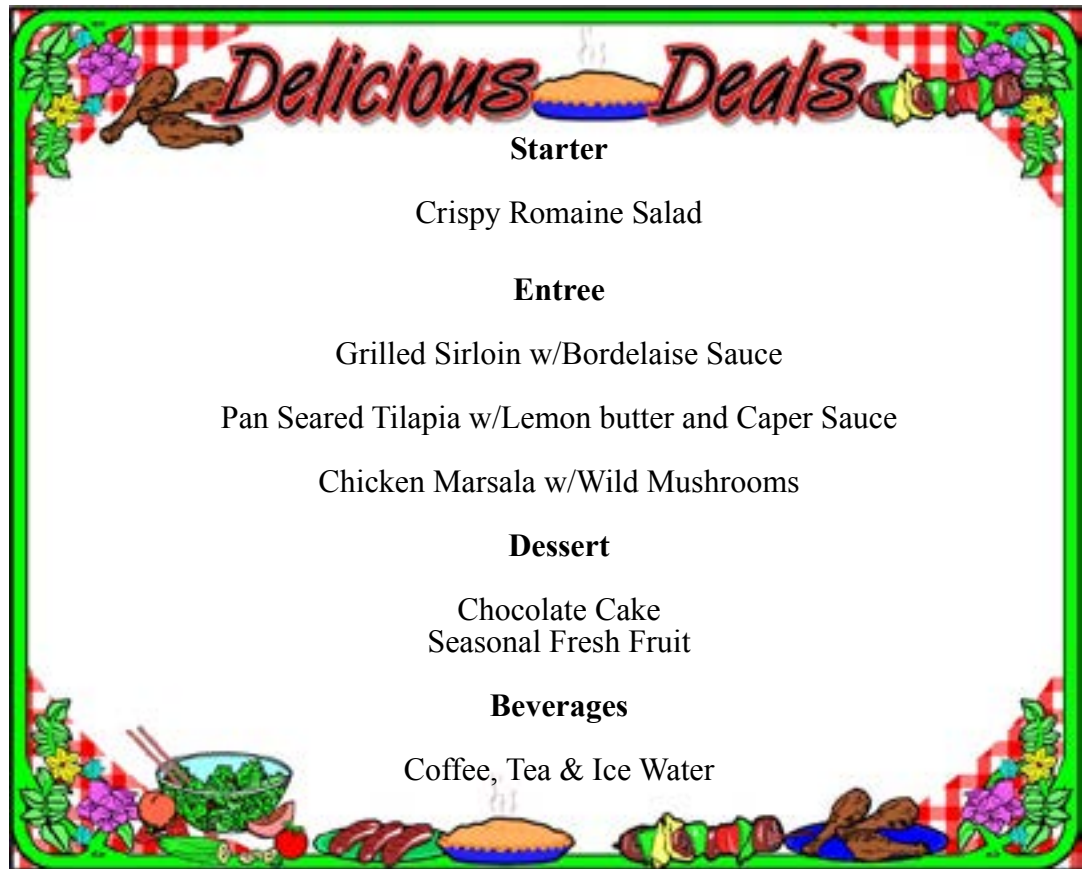 Delicious Deals
Starter
Crispy Romaine Salad
Entree
Grilled Sirloin w/Bordelaise Sauce
Pan Seared Tilapia w/Lemon butter and Caper Sauce
Chicken Marsala w/Wild Mushrooms
Dessert
Chocolate Cake
Seasonal Fresh Fruit
Beverages
Coffee, Tea & Ice Water